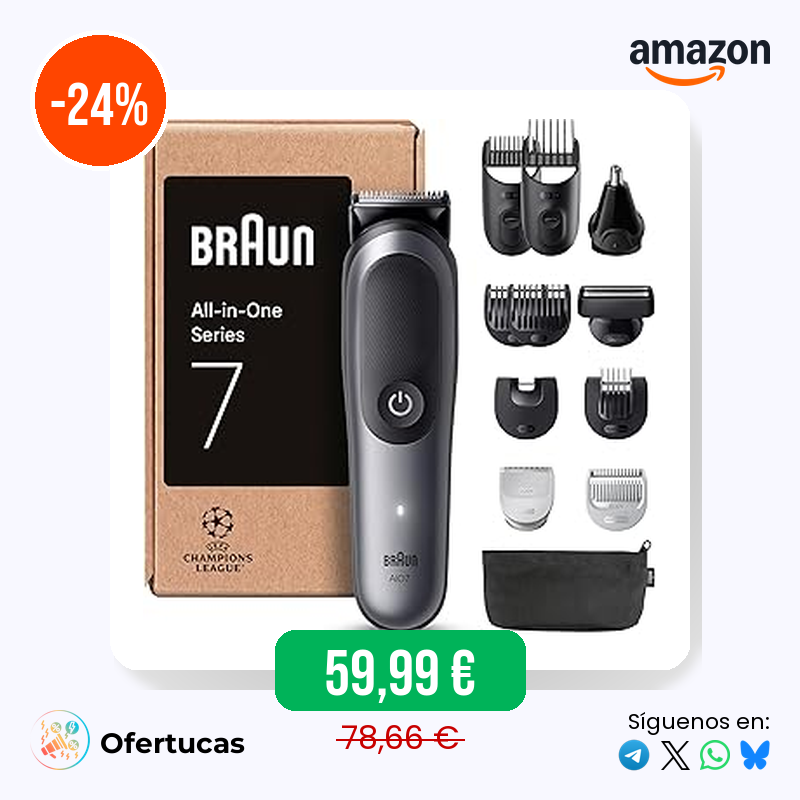 -24%
amazon
BRAUN
All-in-One
Series
7
UEFA
CHAMPIONS
LEAGUE
BRAUN
AIO7
59,99 €
78,66 €
Ofertucas
Síguenos en: